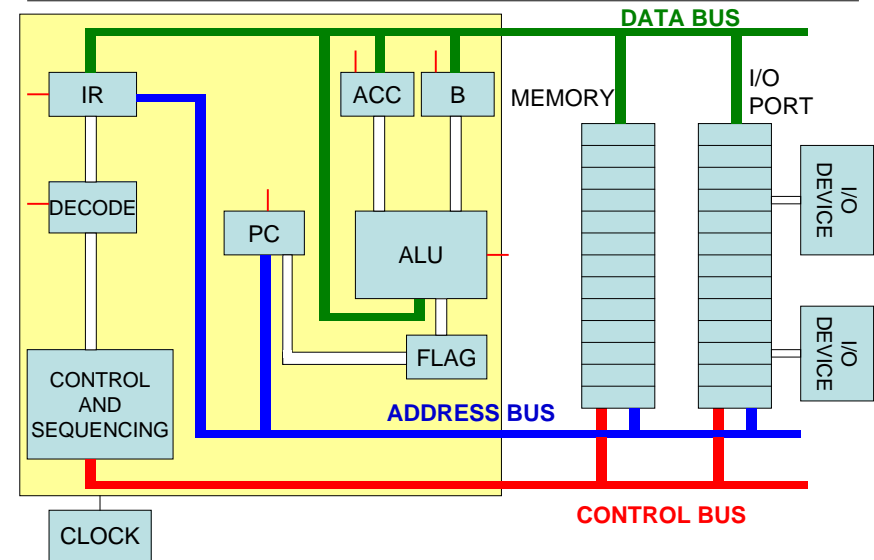 DATA BUS
IR
ACC
B
MEMORY
I/O
PORT
DECODE
I/O
DEVICE
PC
ALU
FLAG
I/O
DEVICE
CONTROL
AND
SEQUENCING
ADDRESS BUS
CONTROL BUS
CLOCK